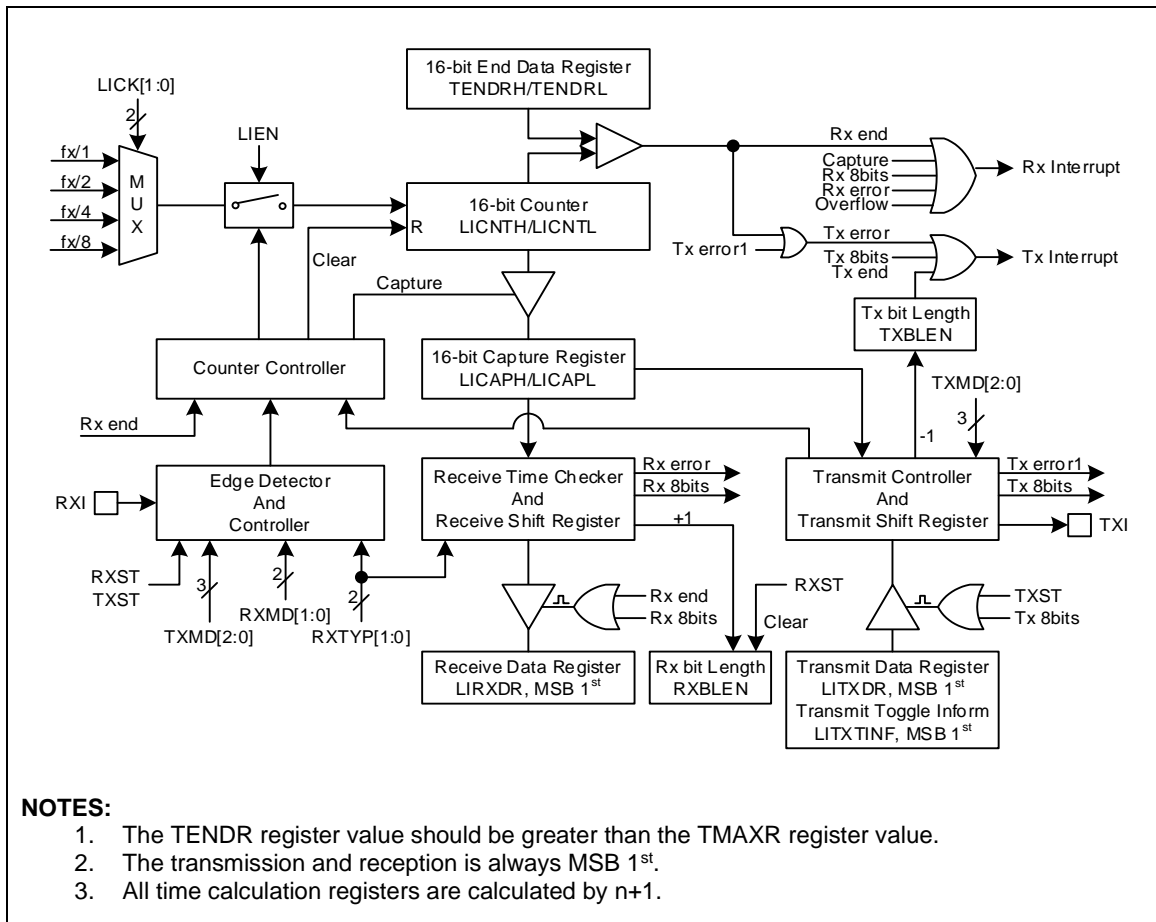 16-bit End Data Register
TENDRH/TENDRL
LICK[1:0]
2
LIEN
fx/1
fx/2
fx/4
fx/8
M
U
X
Rx end
Capture
Rx 8bits
Rx error
Overflow
Rx Interrupt
16-bit Counter
LICNTH/LICNTL
R
Clear
Tx error1
Tx error
Tx 8bits
Tx end
Tx Interrupt
Capture
Tx bit Length
TXBLEN
Counter Controller
16-bit Capture Register
LICAPH/LICAPL
TXMD[2:0]
3
Rx end
-1
Edge Detector
And
Controller
RXI
Receive Time Checker
And
Receive Shift Register
Rx error
Rx 8bits
+1
Transmit Controller
And
Transmit Shift Register
Tx error1
Tx 8bits
TXI
RXST
TXST
3
2
2
TXMD[2:0]
RXMD[1:0]
RXTYP[1:0]
Rx end
Rx 8bits
RXST
Clear
TXST
Tx 8bits
Receive Data Register
LIRXDR, MSB 1st
Rx bit Length
RXBLEN
Transmit Data Register
LITXDR, MSB 1st
Transmit Toggle Inform
LITXTINF, MSB 1st
NOTES:
1. The TENDR register value should be greater than the TMAXR register value.
2. The transmission and reception is always MSB 1st.
3. All time calculation registers are calculated by n+1.